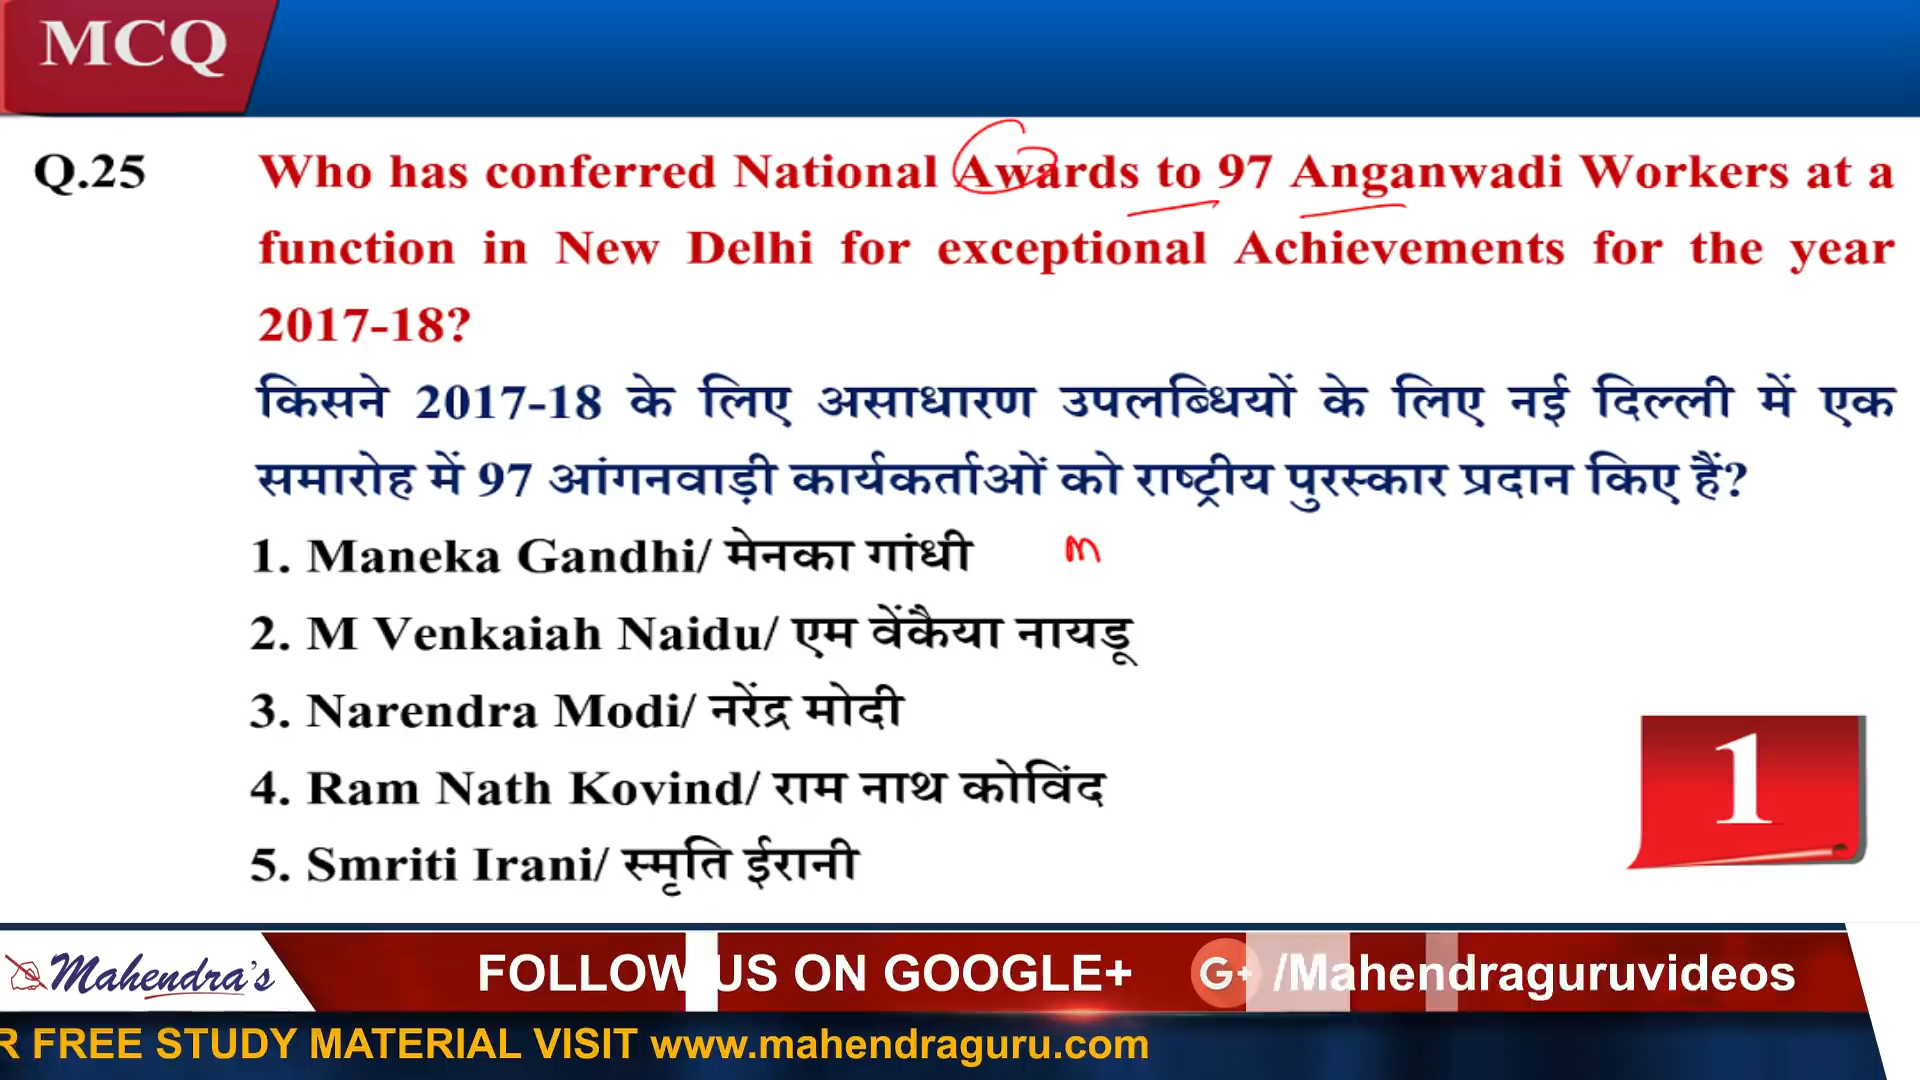 MCQ
Q.25 Who has conferred National Awards to 97 Anganwadi Workers at a
function in New Delhi for exceptional Achievements for the year
2017-18?
किसने 2017-18 के लिए असाधारण उपलब्धियों के लिए नई दिल्ली में एक
समारोह में 97 आंगनवाड़ी कार्यकर्ताओं को राष्ट्रीय पुरस्कार प्रदान किए हैं?
1. Maneka Gandhi/ मेनका गांधी m
2. M Venkaiah Naidu/ एम वेंकैया नायडू
3. Narendra Modi/ नरेंद्र मोदी
4. Ram Nath Kovind/ राम नाथ कोविंद
5. Smriti Irani/ स्मृति ईरानी
1
Mahendra's FOLLOW US ON GOOGLE+ G+ /Mahendraguruvideos
R FREE STUDY MATERIAL VISIT www.mahendraguru.com